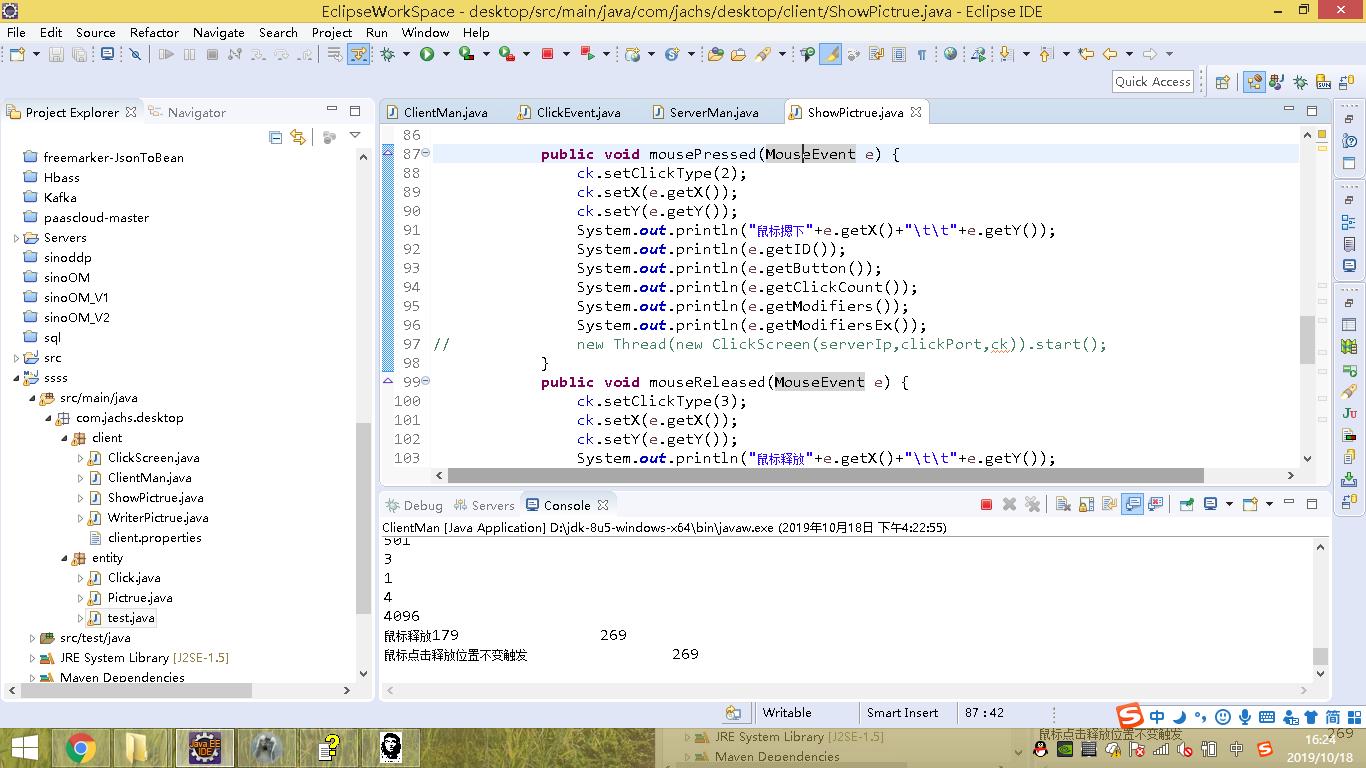 EclipseWorkSpace - desktop/src/main/java/com/jachs/desktop/client/ShowPictrue.java - Eclipse IDE
File Edit Source Refactor Navigate Search Project Run Window Help
Quick Access
Project Explorer Navigator
freemarker-JsonToBean
Hbass
Kafka
paascloud-master
Servers
sinoddp
sinoOM
sinoOM_V1
sinoOM_V2
sql
src
ssss
src/main/java
com.jachs.desktop
client
ClickScreen.java
ClientMan.java
ShowPictrue.java
WriterPictrue.java
client.properties
entity
Click.java
Pictrue.java
test.java
src/test/java
JRE System Library [J2SE-1.5]
Maven Dependencies
ClientMan.java ClickEvent.java ServerMan.java ShowPictrue.java
86
87 public void mousePressed(MouseEvent e) {
88 ck.setClickType(2);
89 ck.setX(e.getX());
90 ck.setY(e.getY());
91 System.out.println("鼠标摁下"+e.getX()+"\t\t"+e.getY());
92 System.out.println(e.getID());
93 System.out.println(e.getButton());
94 System.out.println(e.getClickCount());
95 System.out.println(e.getModifiers());
96 System.out.println(e.getModifiersEx());
97 // new Thread(new ClickScreen(serverIp,clickPort,ck)).start();
98 }
99 public void mouseReleased(MouseEvent e) {
100 ck.setClickType(3);
101 ck.setX(e.getX());
102 ck.setY(e.getY());
103 System.out.println("鼠标释放"+e.getX()+"\t\t"+e.getY());
Debug Servers Console
ClientMan [Java Application] D:\jdk-8u5-windows-x64\bin\javaw.exe (2019年10月18日 下午4:22:55)
501
3
1
4
4096
鼠标释放179 269
鼠标点击释放位置不变触发 269
Writable Smart Insert 87 : 42
中 简
JRE System Library [J2SE-1.5]
Maven Dependencies
鼠标点击释放位置不变触发 269
Java EE
IDE
中
16:24
2019/10/18